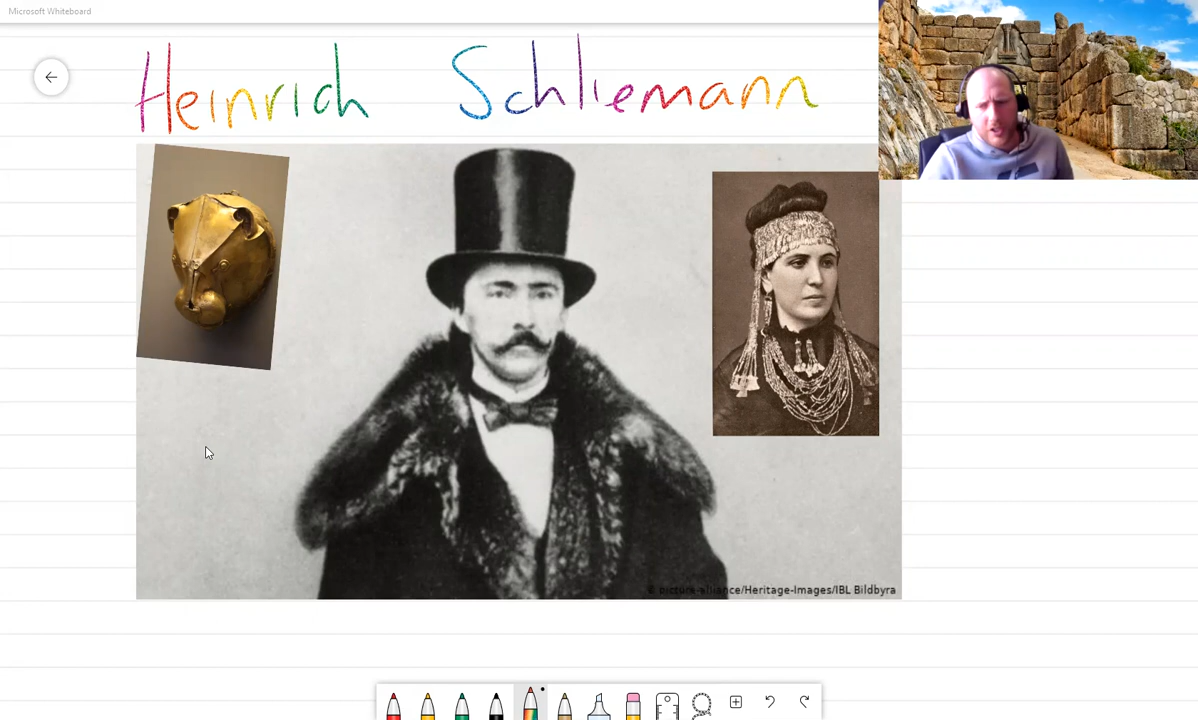 Microsoft Whiteboard
Heinrich Schliemann
© picture-alliance/Heritage-Images/IBL Bildbyra